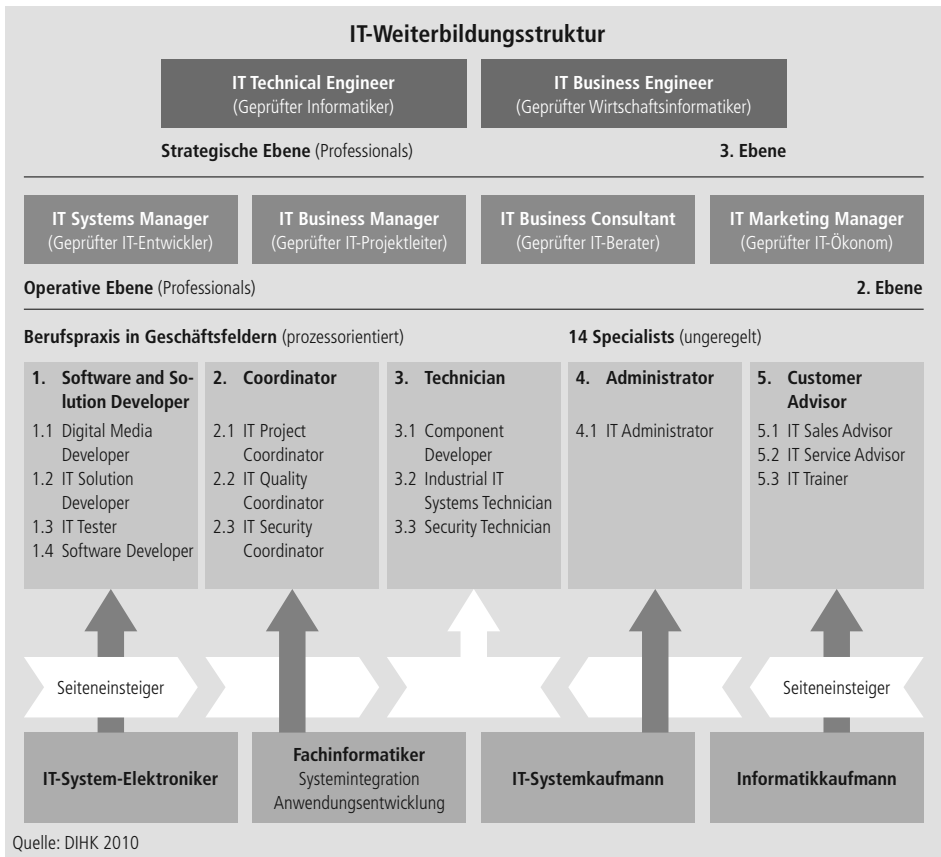 IT-Weiterbildungsstruktur
IT Technical Engineer
(Geprüfter Informatiker)
IT Business Engineer
(Geprüfter Wirtschaftsinformatiker)
Strategische Ebene (Professionals)
3. Ebene
IT Systems Manager
(Geprüfter IT-Entwickler)
IT Business Manager
(Geprüfter IT-Projektleiter)
IT Business Consultant
(Geprüfter IT-Berater)
IT Marketing Manager
(Geprüfter IT-Ökonom)
Operative Ebene (Professionals)
2. Ebene
Berufspraxis in Geschäftsfeldern (prozessorientiert)
14 Specialists (ungeregelt)
1. Software and So-
lution Developer
1.1 Digital Media
Developer
1.2 IT Solution
Developer
1.3 IT Tester
1.4 Software Developer
2. Coordinator
2.1 IT Project
Coordinator
2.2 IT Quality
Coordinator
2.3 IT Security
Coordinator
3. Technician
3.1 Component
Developer
3.2 Industrial IT
Systems Technician
3.3 Security Technician
4. Administrator
4.1 IT Administrator
5. Customer
Advisor
5.1 IT Sales Advisor
5.2 IT Service Advisor
5.3 IT Trainer
Seiteneinsteiger
Seiteneinsteiger
IT-System-Elektroniker
Fachinformatiker
Systemintegration
Anwendungsentwicklung
IT-Systemkaufmann
Informatikkaufmann
Quelle: DIHK 2010